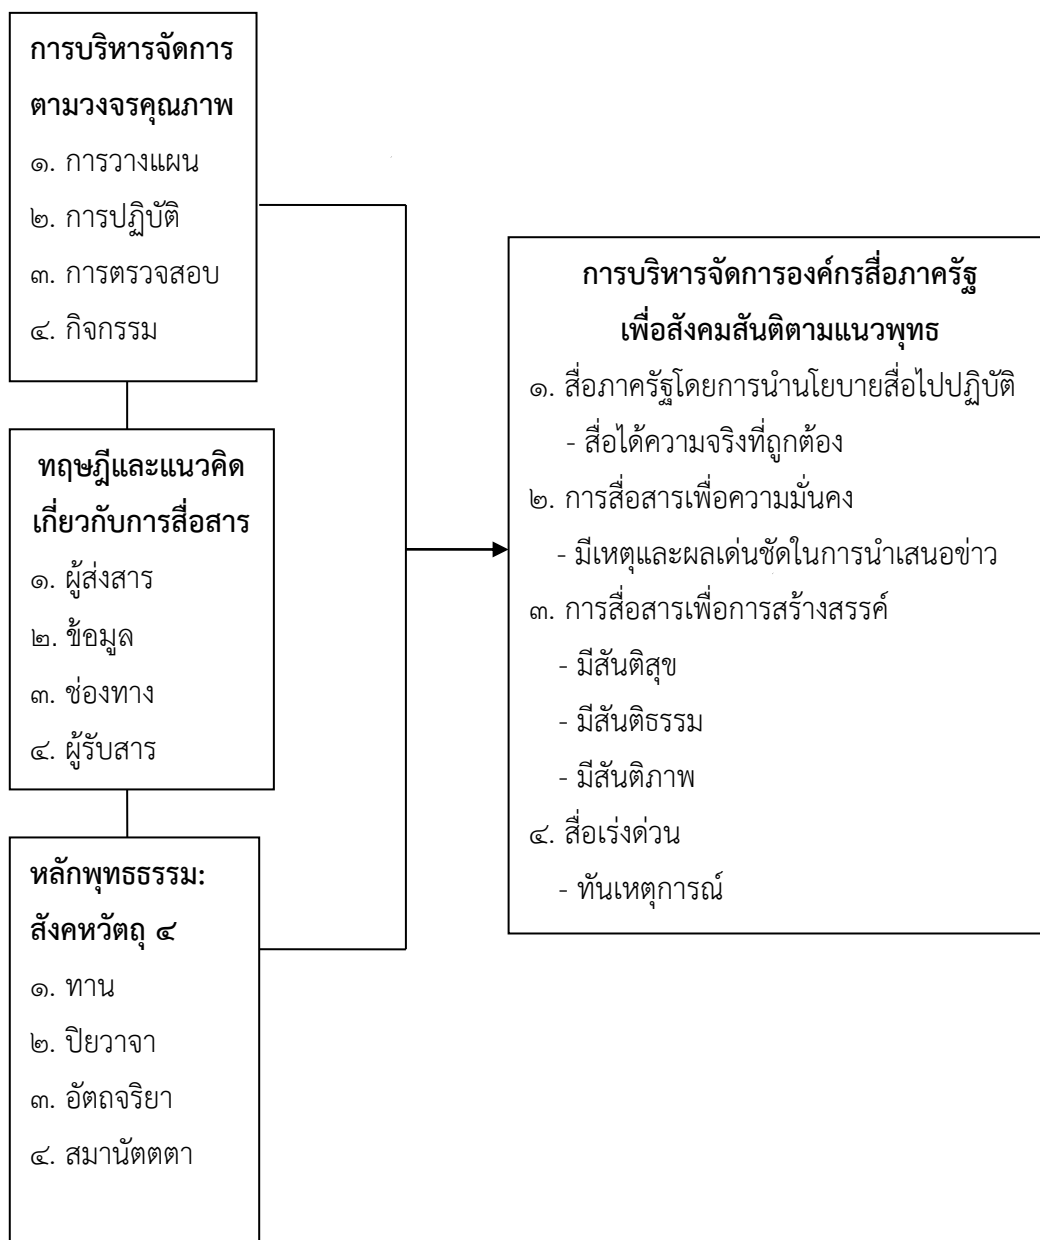 การบริหารจัดการ
ตามวงจรคุณภาพ
๑. การวางแผน
๒. การปฏิบัติ
๓. การตรวจสอบ
๔. กิจกรรม
ทฤษฎีและแนวคิด
เกี่ยวกับการสื่อสาร
๑. ผู้ส่งสาร
๒. ข้อมูล
๓. ช่องทาง
๔. ผู้รับสาร
หลักพุทธธรรม:
สังคหวัตถุ ๔
๑. ทาน
๒. ปิยวาจา
๓. อัตถจริยา
๔. สมานัตตตา
การบริหารจัดการองค์กรสื่อภาครัฐ
เพื่อสังคมสันติตามแนวพุทธ
๑. สื่อภาครัฐโดยการนำนโยบายสื่อไปปฏิบัติ
- สื่อได้ความจริงที่ถูกต้อง
๒. การสื่อสารเพื่อความมั่นคง
- มีเหตุและผลเด่นชัดในการนำเสนอข่าว
๓. การสื่อสารเพื่อการสร้างสรรค์
- มีสันติสุข
- มีสันติธรรม
- มีสันติภาพ
๔. สื่อเร่งด่วน
- ทันเหตุการณ์